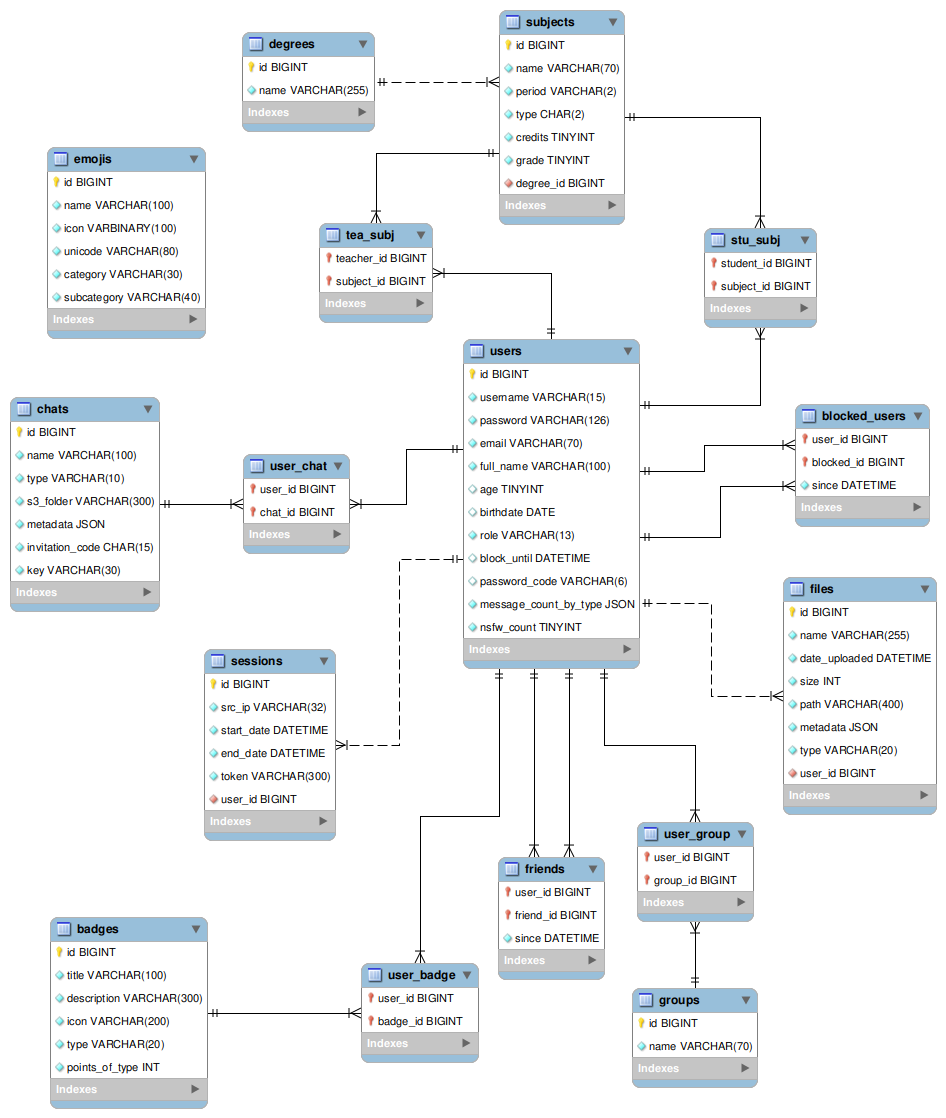 subjects
id BIGINT
name VARCHAR(70)
period VARCHAR(2)
type CHAR(2)
credits TINYINT
grade TINYINT
degree_id BIGINT
Indexes
degrees
id BIGINT
name VARCHAR(255)
Indexes
emojis
id BIGINT
name VARCHAR(100)
icon VARBINARY(100)
unicode VARCHAR(80)
category VARCHAR(30)
subcategory VARCHAR(40)
Indexes
tea_subj
teacher_id BIGINT
subject_id BIGINT
Indexes
stu_subj
student_id BIGINT
subject_id BIGINT
Indexes
users
id BIGINT
username VARCHAR(15)
password VARCHAR(126)
email VARCHAR(70)
full_name VARCHAR(100)
age TINYINT
birthdate DATE
role VARCHAR(13)
block_until DATETIME
password_code VARCHAR(6)
message_count_by_type JSON
nsfw_count TINYINT
Indexes
chats
id BIGINT
name VARCHAR(100)
type VARCHAR(10)
s3_folder VARCHAR(300)
metadata JSON
invitation_code CHAR(15)
key VARCHAR(30)
Indexes
user_chat
user_id BIGINT
chat_id BIGINT
Indexes
blocked_users
user_id BIGINT
blocked_id BIGINT
since DATETIME
Indexes
files
id BIGINT
name VARCHAR(255)
date_uploaded DATETIME
size INT
path VARCHAR(400)
metadata JSON
type VARCHAR(20)
user_id BIGINT
Indexes
sessions
id BIGINT
src_ip VARCHAR(32)
start_date DATETIME
end_date DATETIME
token VARCHAR(300)
user_id BIGINT
Indexes
user_group
user_id BIGINT
group_id BIGINT
Indexes
friends
user_id BIGINT
friend_id BIGINT
since DATETIME
Indexes
badges
id BIGINT
title VARCHAR(100)
description VARCHAR(300)
icon VARCHAR(200)
type VARCHAR(20)
points_of_type INT
Indexes
user_badge
user_id BIGINT
badge_id BIGINT
Indexes
groups
id BIGINT
name VARCHAR(70)
Indexes